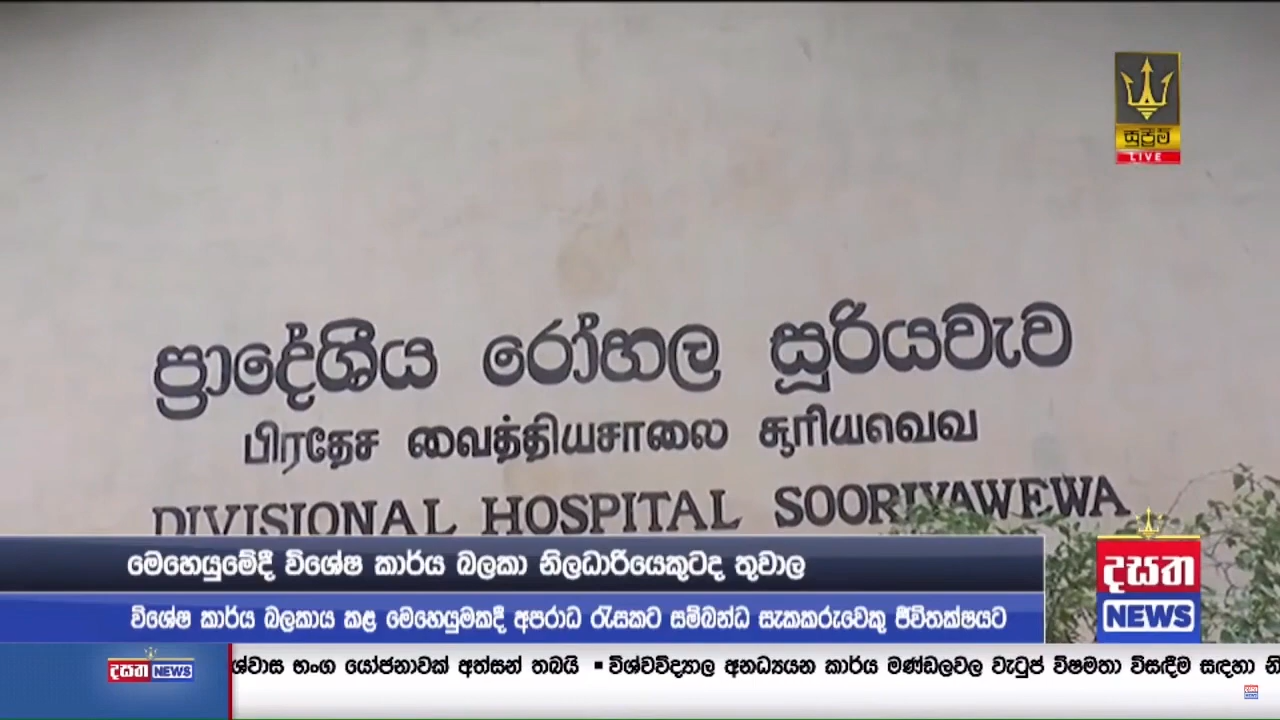 සුප්‍රිම්
LIVE
ප්‍රාදේශීය රෝහල සූරියවැව
பிரதேச வைத்தியசாலை சூரியவெவ
DIVISIONAL HOSPITAL SOORIYAWEWA
මෙහෙයුමේදී විශේෂ කාර්ය බලකා නිලධාරියෙකුටද තුවාල
විශේෂ කාර්ය බලකාය කළ මෙහෙයුමකදී අපරාධ රැසකට සම්බන්ධ සැකකරුවෙකු ජීවිතක්ෂයට
දසත
NEWS
දසත NEWS
භංග යෝජනාවක් අත්සන් තබයි ▪ විශ්වවිද්‍යාල අනධ්‍යයන කාර්ය මණ්ඩලවල වැටුප් විෂමතා විසඳීම සඳහා